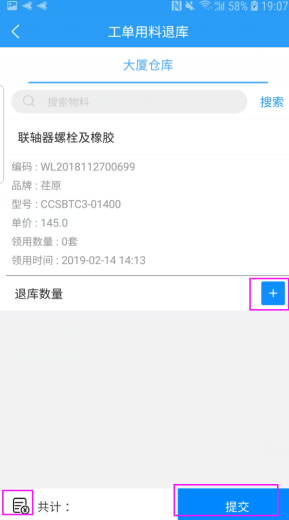 58% 19:07
工单用料退库
大厦仓库
搜索物料 搜索
联轴器螺栓及橡胶
编码 : WL2018112700699
品牌 : 荏原
型号 : CCSBTC3-01400
单价 : 145.0
领用数量 : 0套
领用时间 : 2019-02-14 14:13
退库数量 +
共计： 提交